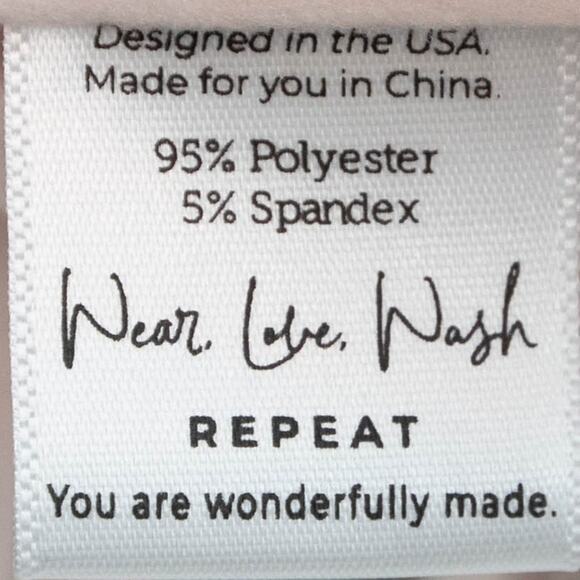 Designed in the USA.
Made for you in China.
95% Polyester
5% Spandex
Wear. Love. Wash
REPEAT
You are wonderfully made.